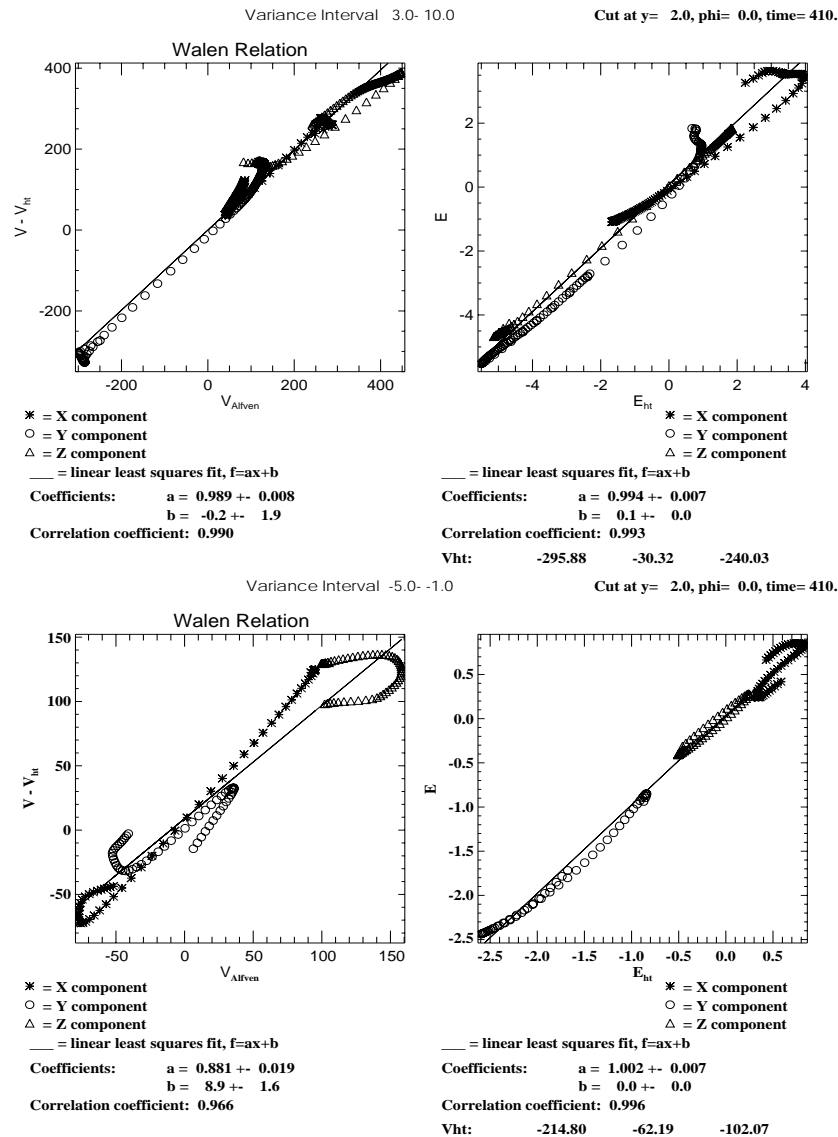 Variance Interval 3.0- 10.0
Cut at y= 2.0, phi= 0.0, time= 410.
Walen Relation
400
200
0
-200
V - Vht
-200 0 200 400
VAlfven
2
0
-2
-4
E
-4 -2 0 2 4
Eht
✳ = X component
○ = Y component
△ = Z component
___ = linear least squares fit, f=ax+b
Coefficients: a = 0.989 +- 0.008
b = -0.2 +- 1.9
Correlation coefficient: 0.990
✳ = X component
○ = Y component
△ = Z component
___ = linear least squares fit, f=ax+b
Coefficients: a = 0.994 +- 0.007
b = 0.1 +- 0.0
Correlation coefficient: 0.993
Vht: -295.88 -30.32 -240.03
Variance Interval -5.0- -1.0
Cut at y= 2.0, phi= 0.0, time= 410.
Walen Relation
150
100
50
0
-50
V - Vht
-50 0 50 100 150
VAlfven
0.5
0.0
-0.5
-1.0
-1.5
-2.0
-2.5
E
-2.5 -2.0 -1.5 -1.0 -0.5 0.0 0.5
Eht
✳ = X component
○ = Y component
△ = Z component
___ = linear least squares fit, f=ax+b
Coefficients: a = 0.881 +- 0.019
b = 8.9 +- 1.6
Correlation coefficient: 0.966
✳ = X component
○ = Y component
△ = Z component
___ = linear least squares fit, f=ax+b
Coefficients: a = 1.002 +- 0.007
b = 0.0 +- 0.0
Correlation coefficient: 0.996
Vht: -214.80 -62.19 -102.07